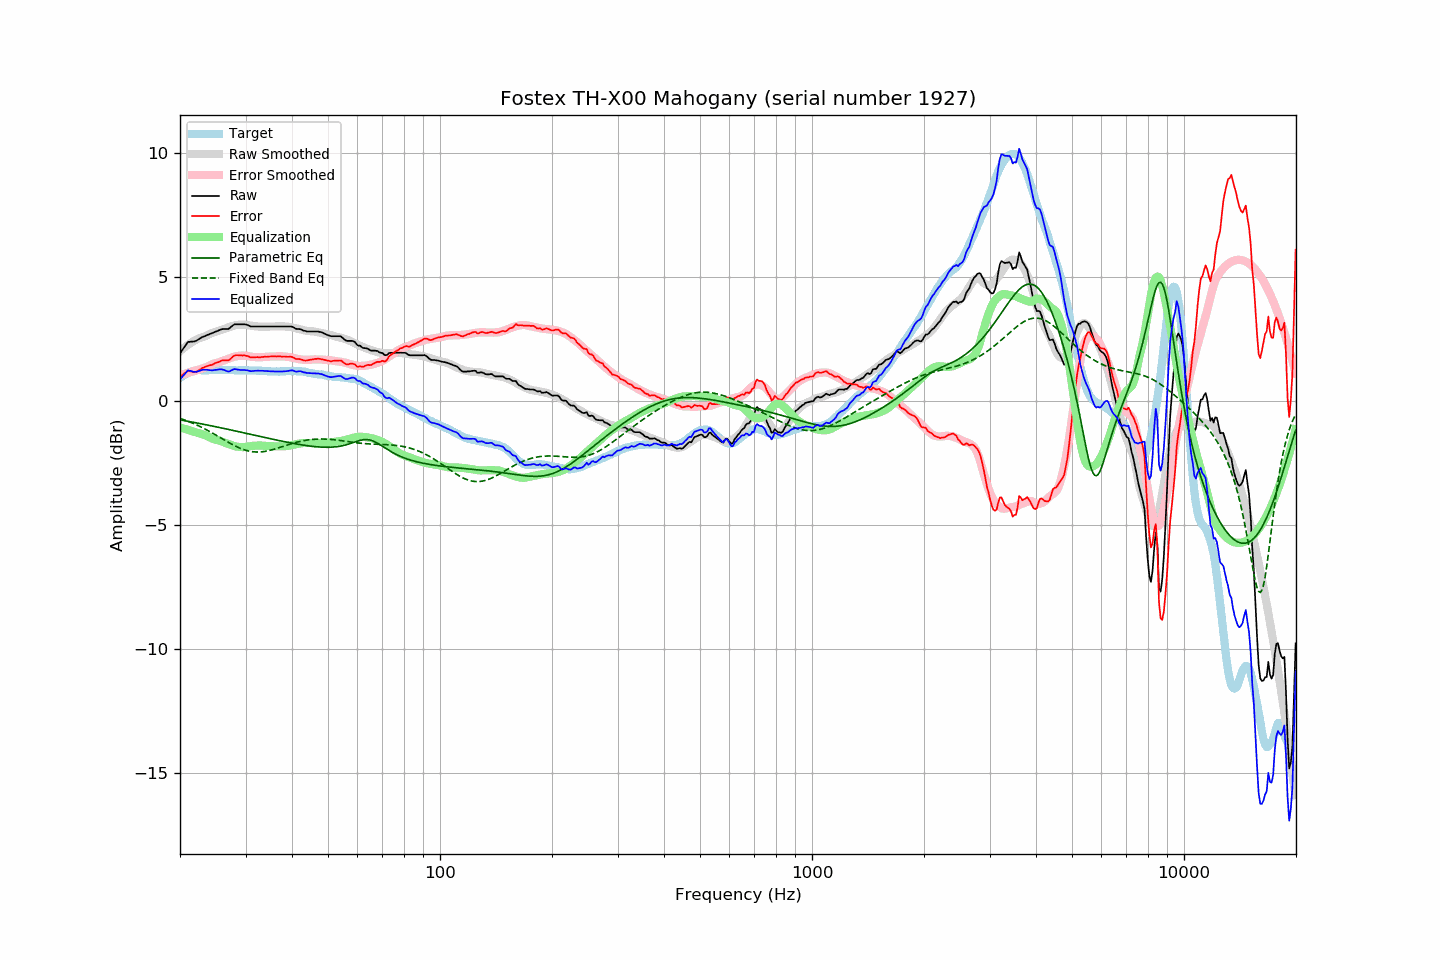 Fostex TH-X00 Mahogany (serial number 1927)
Target
Raw Smoothed
Error Smoothed
Raw
Error
Equalization
Parametric Eq
Fixed Band Eq
Equalized
10
5
0
−5
−10
−15
Amplitude (dBr)
100
1000
10000
Frequency (Hz)